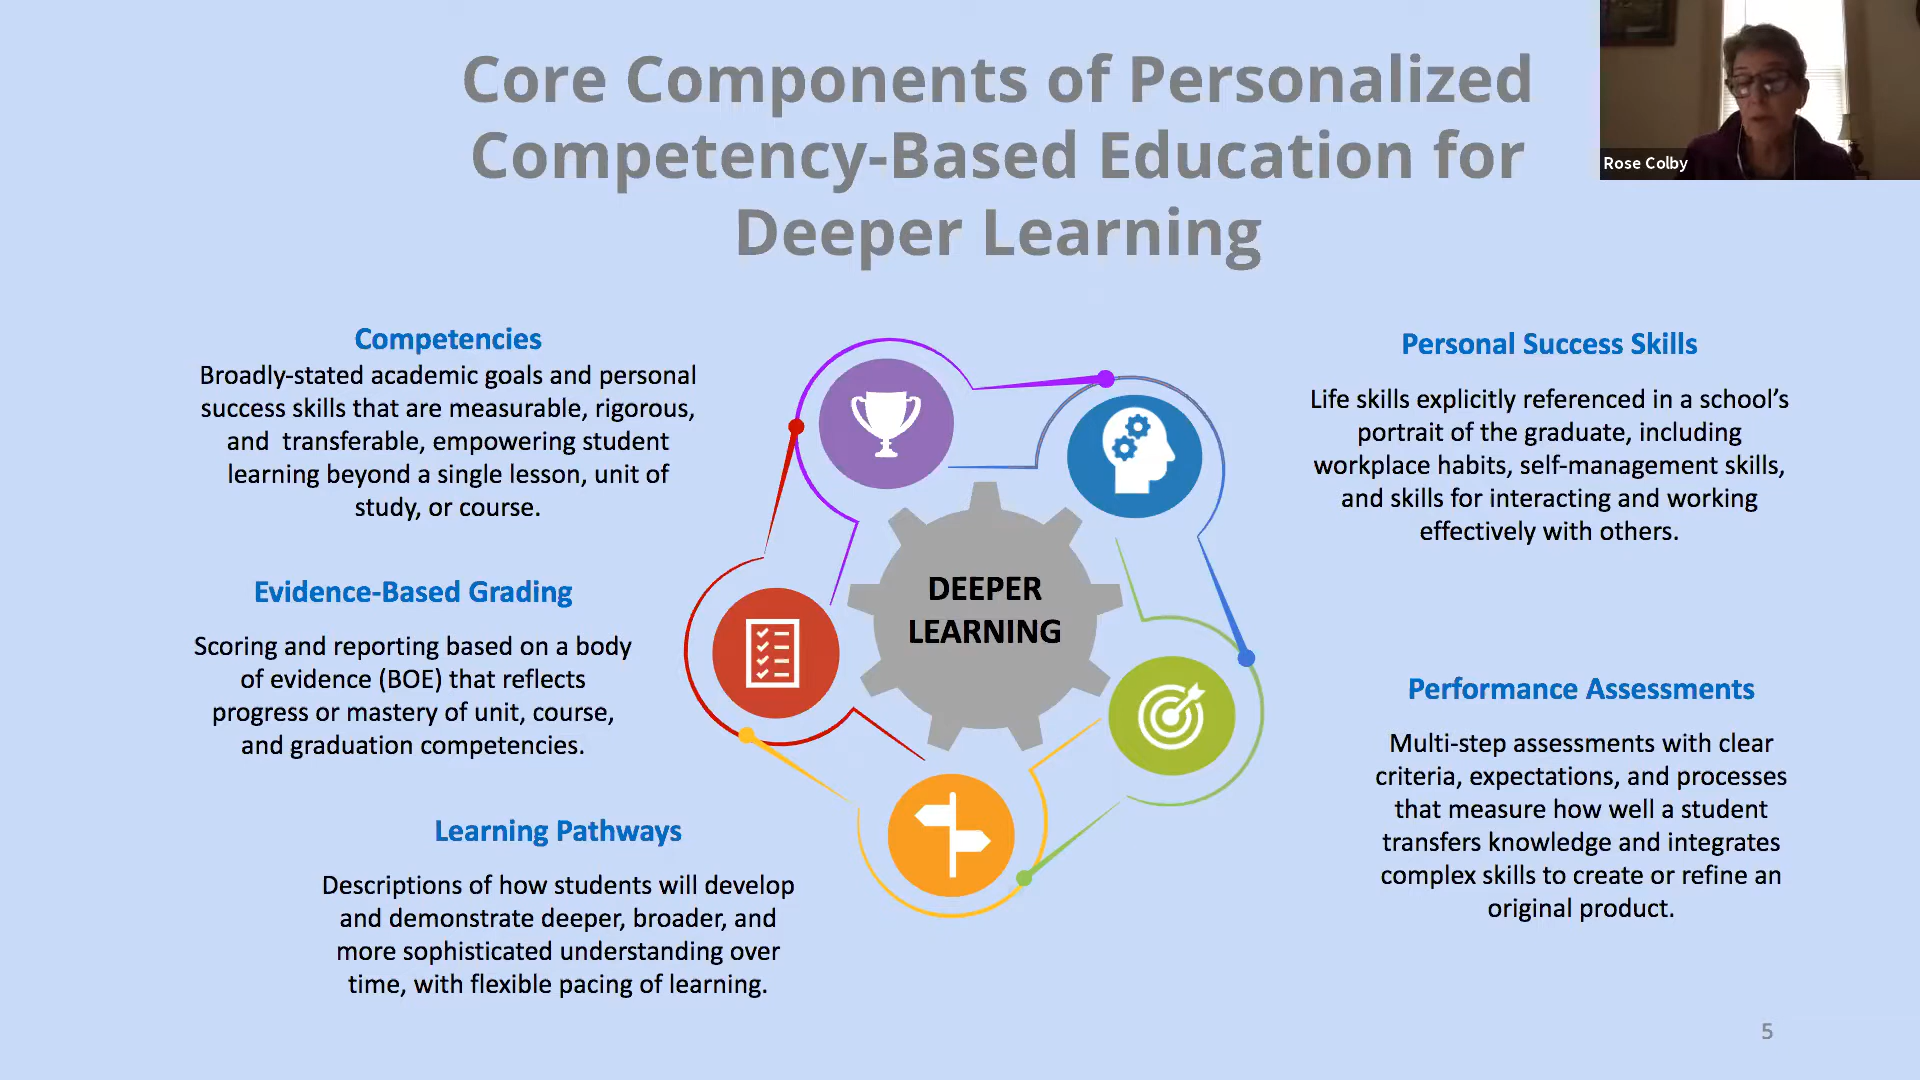 Core Components of Personalized
Competency-Based Education for
Deeper Learning
Rose Colby
Competencies
Broadly-stated academic goals and personal
success skills that are measurable, rigorous,
and transferable, empowering student
learning beyond a single lesson, unit of
study, or course.
Evidence-Based Grading
Scoring and reporting based on a body
of evidence (BOE) that reflects
progress or mastery of unit, course,
and graduation competencies.
Learning Pathways
Descriptions of how students will develop
and demonstrate deeper, broader, and
more sophisticated understanding over
time, with flexible pacing of learning.
DEEPER
LEARNING
Personal Success Skills
Life skills explicitly referenced in a school’s
portrait of the graduate, including
workplace habits, self-management skills,
and skills for interacting and working
effectively with others.
Performance Assessments
Multi-step assessments with clear
criteria, expectations, and processes
that measure how well a student
transfers knowledge and integrates
complex skills to create or refine an
original product.
5